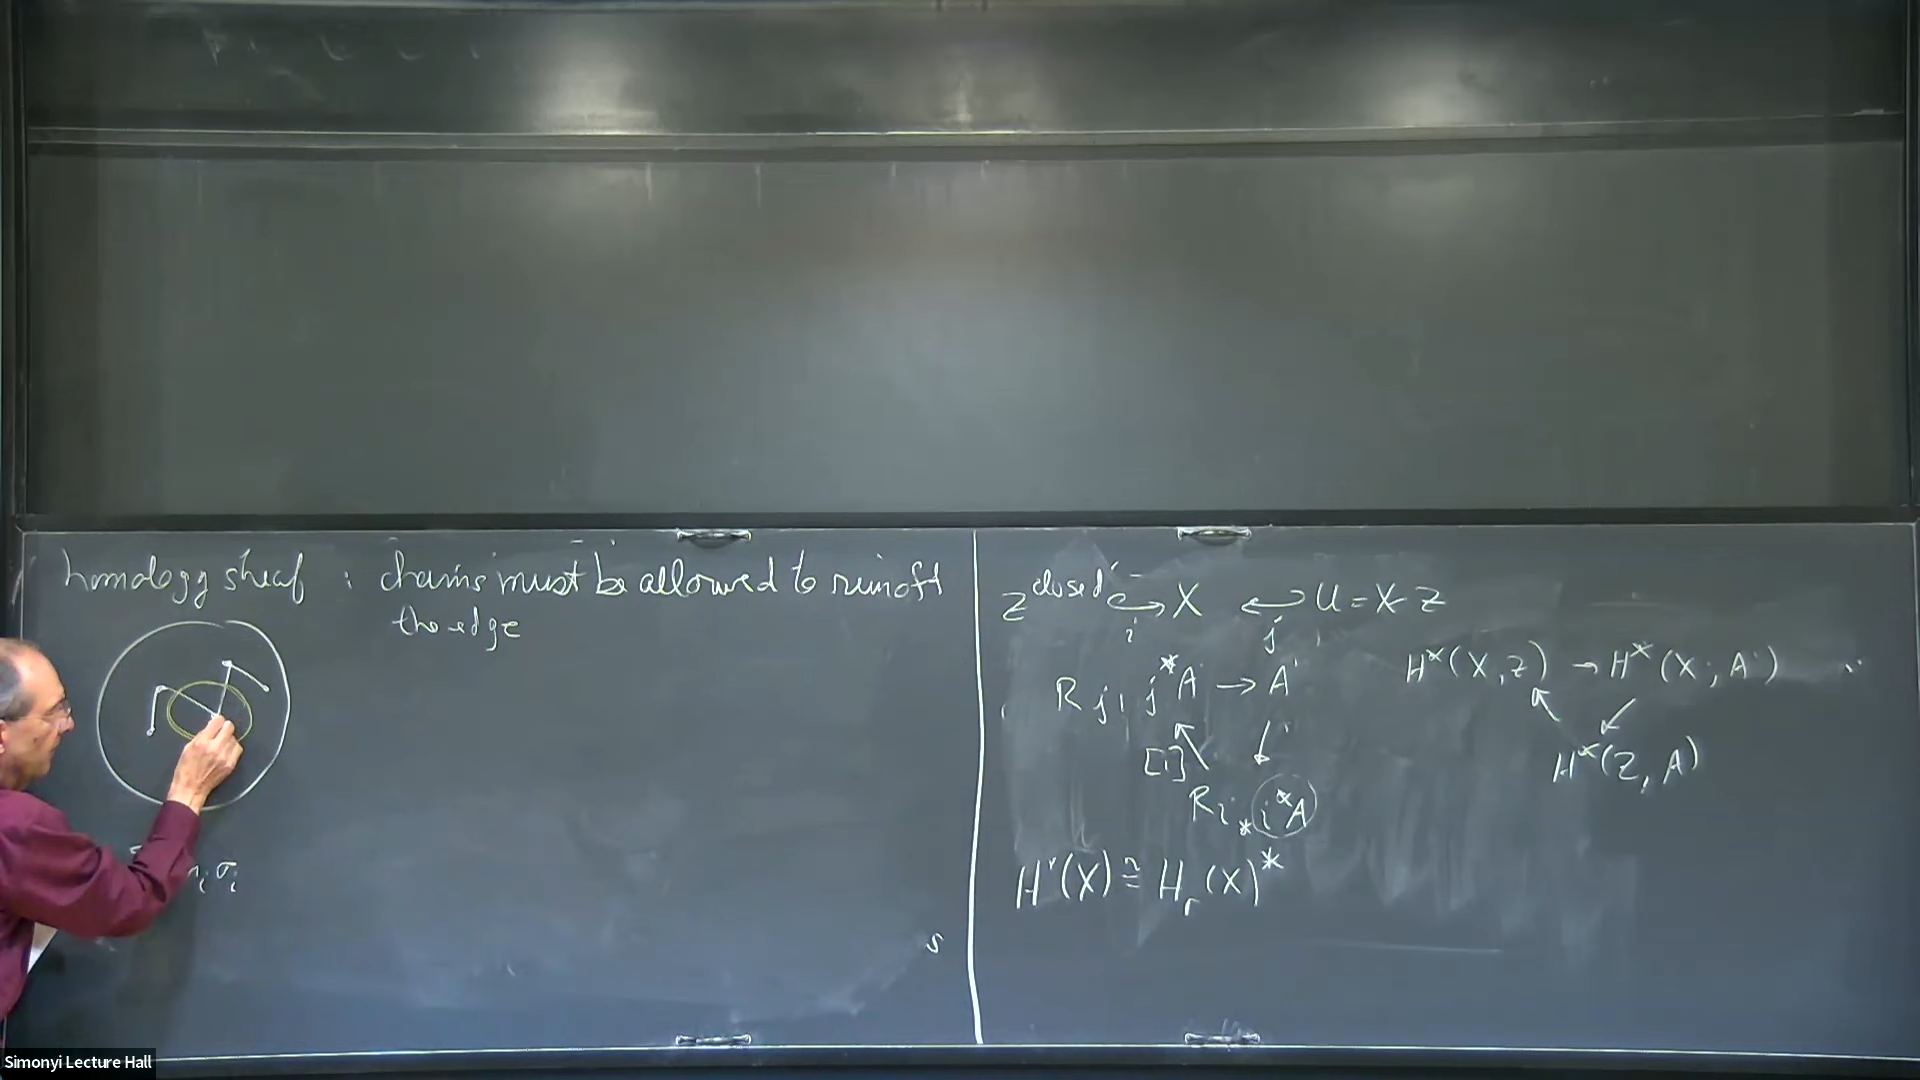 homology sheaf : chains must be allowed to run off
the edge
σ_i
s
Z closed ↪ X ↩ U = X - Z
i j
R j_! j^* A → A
[1]
R i_* i^* A
H^*(X, Z) → H^*(X; A)
H^*(Z, A)
H^r(X) ≅ H_r(X)^*
Simonyi Lecture Hall